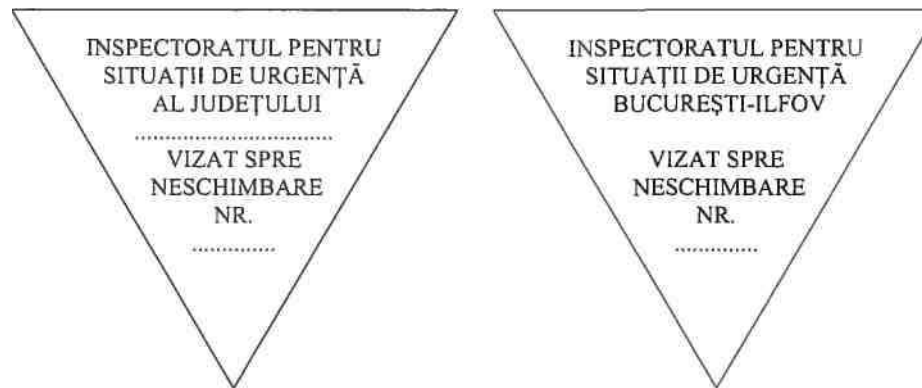 INSPECTORATUL PENTRU
SITUAȚII DE URGENȚĂ
AL JUDEȚULUI
..................................
VIZAT SPRE
NESCHIMBARE
NR.
..............
INSPECTORATUL PENTRU
SITUAȚII DE URGENȚĂ
BUCUREȘTI-ILFOV
VIZAT SPRE
NESCHIMBARE
NR.
..............